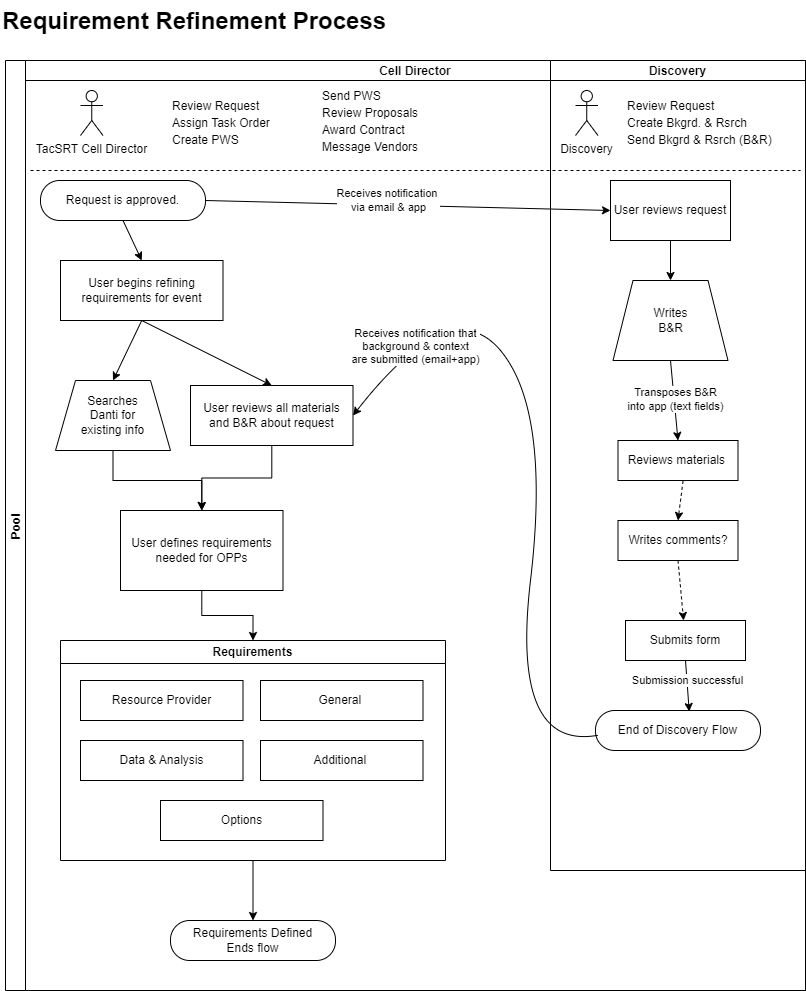 Requirement Refinement Process
Cell Director
Discovery
TacSRT Cell Director
Review Request
Assign Task Order
Create PWS
Send PWS
Review Proposals
Award Contract
Message Vendors
Discovery
Review Request
Create Bkgrd. & Rsrch
Send Bkgrd & Rsrch (B&R)
Pool
Request is approved.
Receives notification
via email & app
User reviews request
User begins refining
requirements for event
Writes
B&R
Receives notification that
background & context
are submitted (email+app)
Searches
Danti for
existing info
User reviews all materials
and B&R about request
Transposes B&R
into app (text fields)
Reviews materials
User defines requirements
needed for OPPs
Writes comments?
Submits form
Submission successful
End of Discovery Flow
Requirements
Resource Provider
General
Data & Analysis
Additional
Options
Requirements Defined
Ends flow